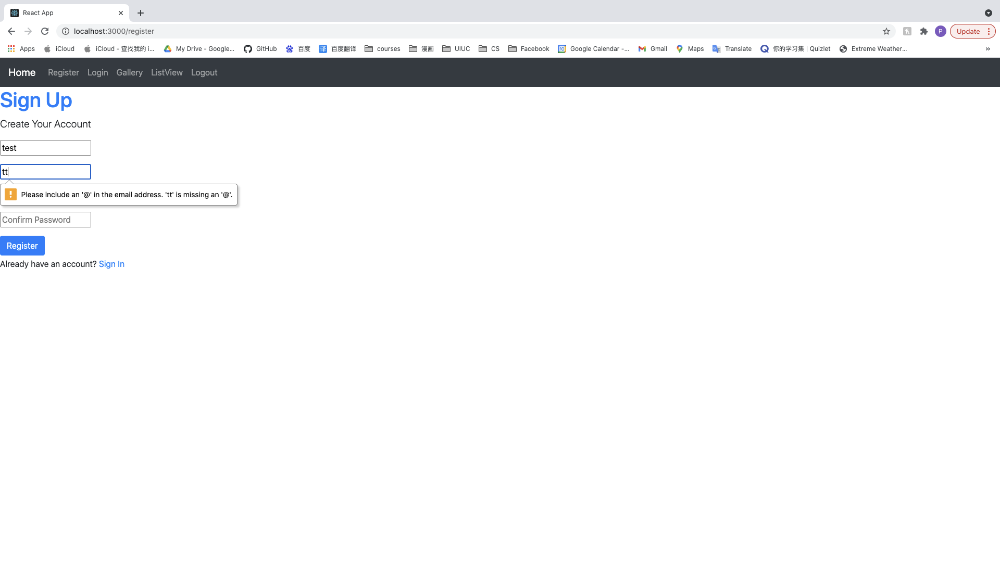 React App
localhost:3000/register
P
Update
Apps iCloud iCloud - 查找我的 i... My Drive - Google... GitHub 百度 译 百度翻译 courses 漫画 UIUC CS Facebook 10 Google Calendar -... Gmail Maps Translate 你的学习集 | Quizlet Extreme Weather... »
Home Register Login Gallery ListView Logout
Sign Up
Create Your Account
test
tt
Please include an '@' in the email address. 'tt' is missing an '@'.
Confirm Password
Register
Already have an account? Sign In